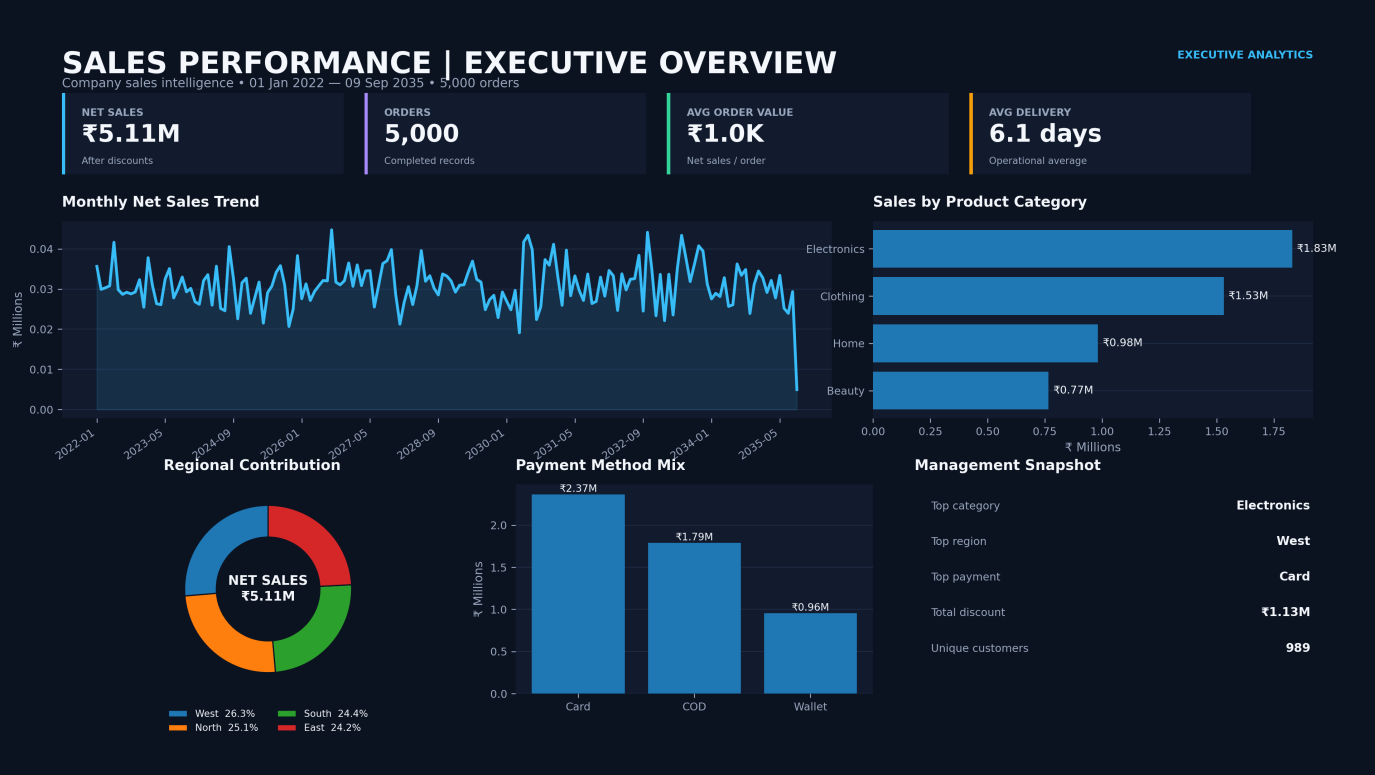 SALES PERFORMANCE | EXECUTIVE OVERVIEW
EXECUTIVE ANALYTICS
Company sales intelligence • 01 Jan 2022 — 09 Sep 2035 • 5,000 orders
NET SALES
₹5.11M
After discounts
ORDERS
5,000
Completed records
AVG ORDER VALUE
₹1.0K
Net sales / order
AVG DELIVERY
6.1 days
Operational average
Monthly Net Sales Trend
₹ Millions
0.04
0.03
0.02
0.01
0.00
2022-01
2023-05
2024-09
2026-01
2027-05
2028-09
2030-01
2031-05
2032-09
2034-01
2035-05
Sales by Product Category
Electronics
₹1.83M
Clothing
₹1.53M
Home
₹0.98M
Beauty
₹0.77M
0.00
0.25
0.50
0.75
1.00
1.25
1.50
1.75
₹ Millions
Regional Contribution
NET SALES
₹5.11M
West 26.3%
South 24.4%
North 25.1%
East 24.2%
Payment Method Mix
₹ Millions
2.0
1.5
1.0
0.5
0.0
₹2.37M
₹1.79M
₹0.96M
Card
COD
Wallet
Management Snapshot
Top category Electronics
Top region West
Top payment Card
Total discount ₹1.13M
Unique customers 989